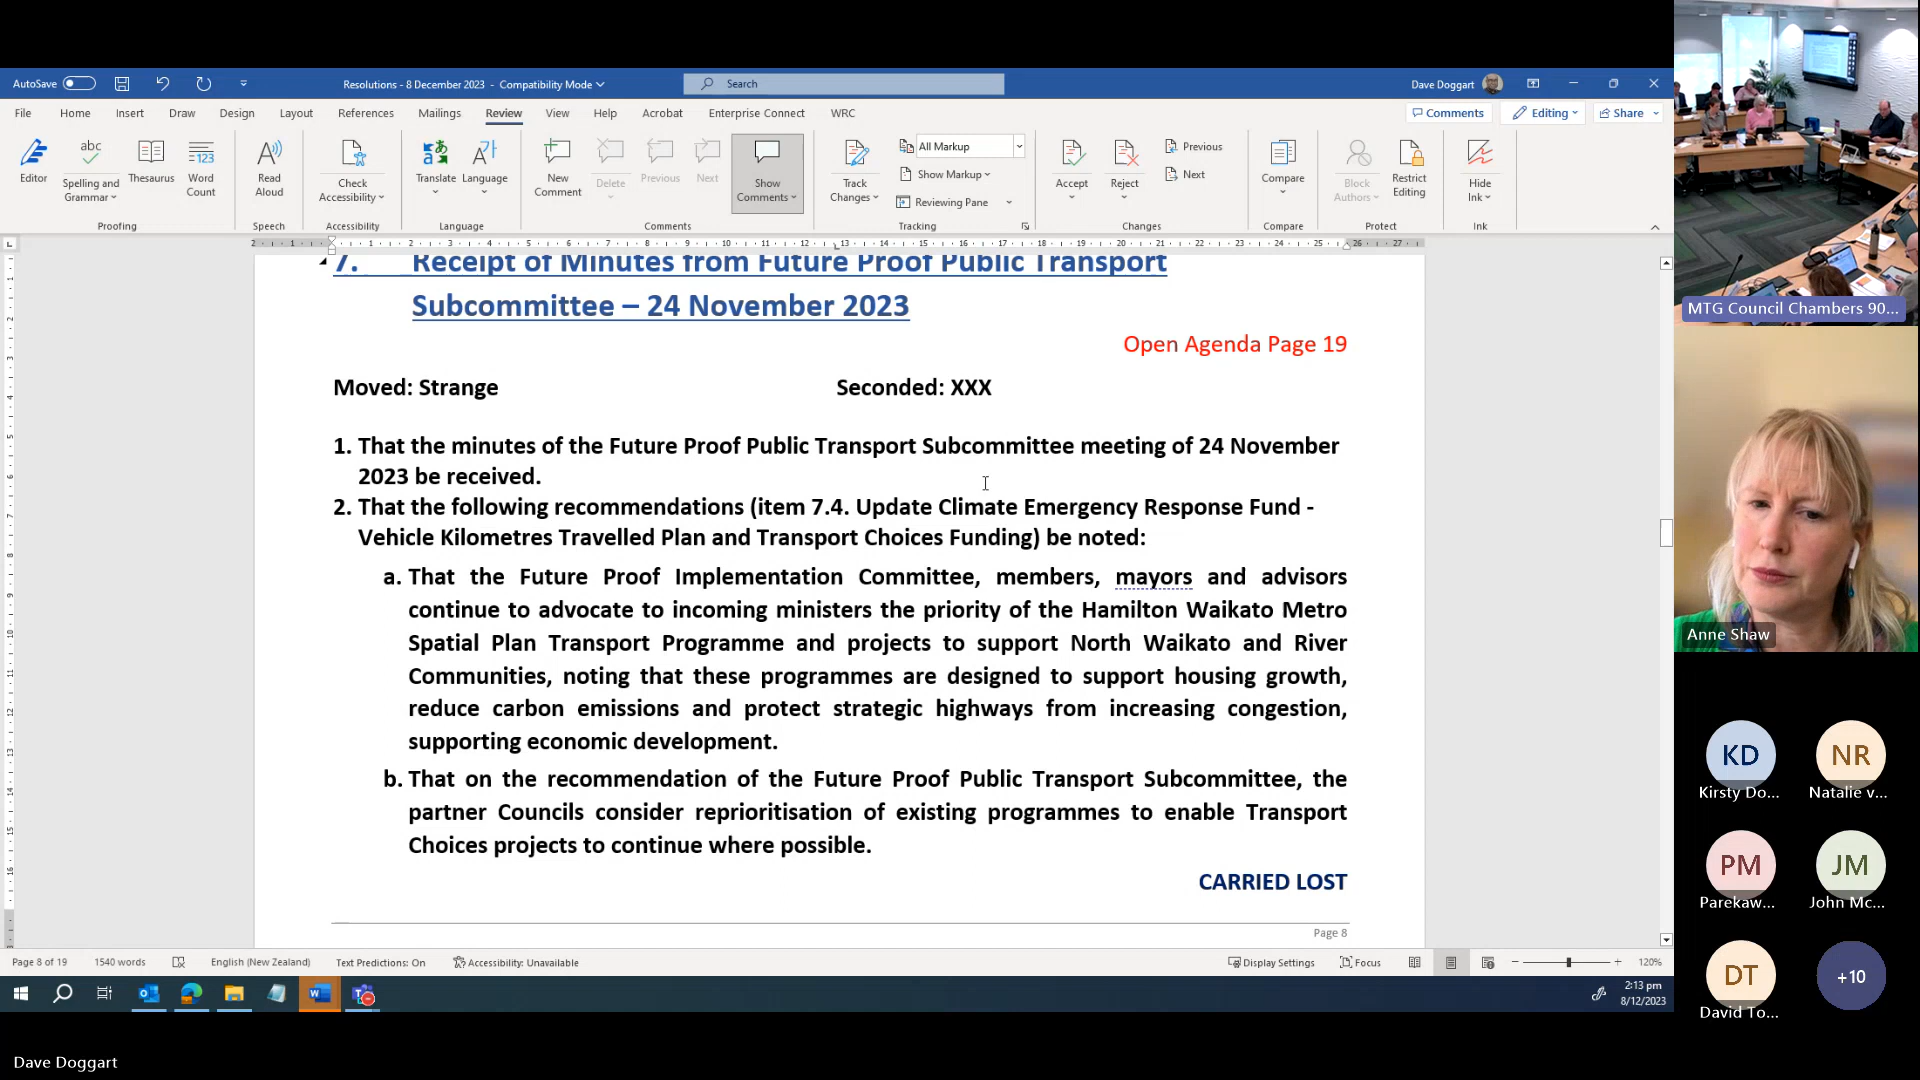 AutoSave
Resolutions - 8 December 2023 - Compatibility Mode
Search
Dave Doggart
File Home Insert Draw Design Layout References Mailings Review View Help Acrobat Enterprise Connect WRC
Comments Editing Share
Editor
Spelling and Grammar
Thesaurus
Word Count
Read Aloud
Check Accessibility
Translate
Language
New Comment
Delete
Previous
Next
Show Comments
Track Changes
All Markup
Show Markup
Reviewing Pane
Accept
Reject
Previous
Next
Compare
Block Authors
Restrict Editing
Hide Ink
Proofing Speech Accessibility Language Comments Tracking Changes Compare Protect Ink
7. Receipt of Minutes from Future Proof Public Transport
Subcommittee – 24 November 2023
Open Agenda Page 19
Moved: Strange Seconded: XXX
1. That the minutes of the Future Proof Public Transport Subcommittee meeting of 24 November
2023 be received.
2. That the following recommendations (item 7.4. Update Climate Emergency Response Fund -
Vehicle Kilometres Travelled Plan and Transport Choices Funding) be noted:
a. That the Future Proof Implementation Committee, members, mayors and advisors
continue to advocate to incoming ministers the priority of the Hamilton Waikato Metro
Spatial Plan Transport Programme and projects to support North Waikato and River
Communities, noting that these programmes are designed to support housing growth,
reduce carbon emissions and protect strategic highways from increasing congestion,
supporting economic development.
b. That on the recommendation of the Future Proof Public Transport Subcommittee, the
partner Councils consider reprioritisation of existing programmes to enable Transport
Choices projects to continue where possible.
CARRIED LOST
Page 8
Page 8 of 19 1540 words English (New Zealand) Text Predictions: On Accessibility: Unavailable Display Settings Focus 120%
2:13 pm
8/12/2023
Dave Doggart
MTG Council Chambers 90...
Anne Shaw
KD NR
Kirsty Do... Natalie v...
PM JM
Parekaw... John Mc...
DT +10
David To...